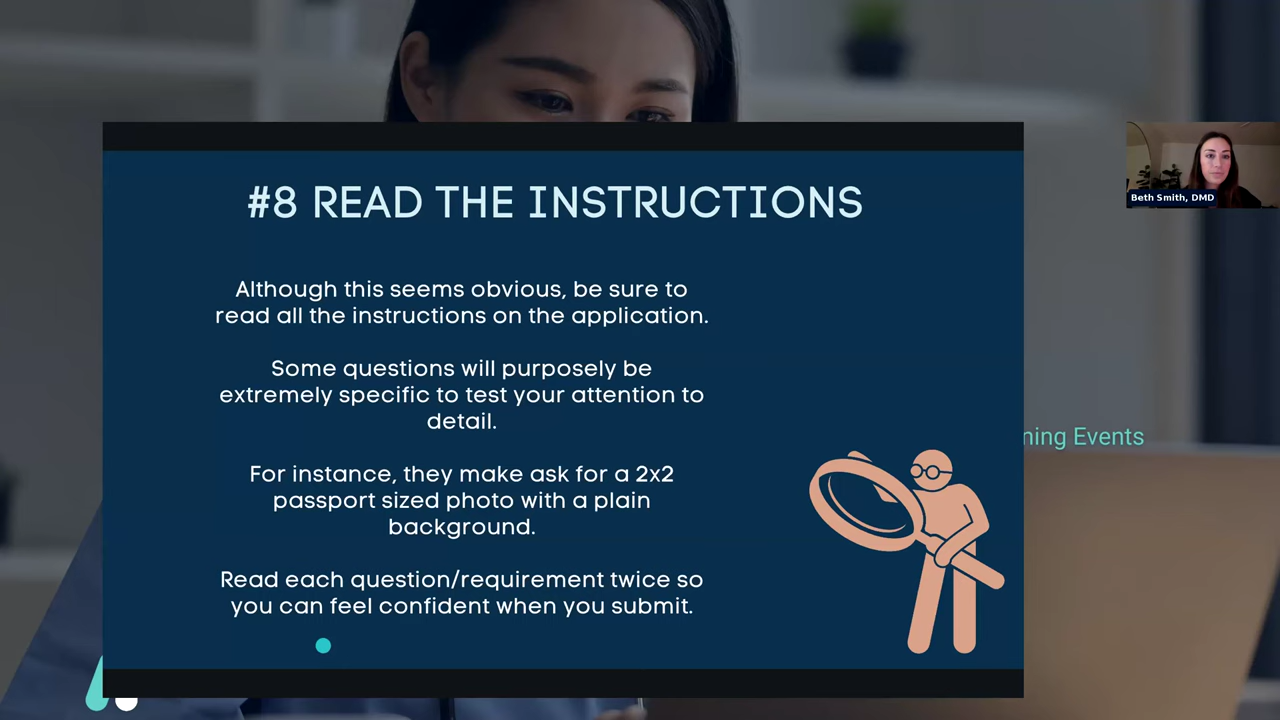 #8 READ THE INSTRUCTIONS
Although this seems obvious, be sure to
read all the instructions on the application.
Some questions will purposely be
extremely specific to test your attention to
detail.
For instance, they make ask for a 2x2
passport sized photo with a plain
background.
Read each question/requirement twice so
you can feel confident when you submit.
Beth Smith, DMD
Events